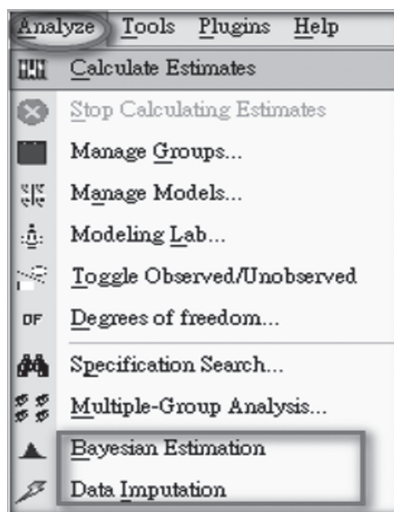 Analyze Tools Plugins Help
Calculate Estimates
Stop Calculating Estimates
Manage Groups...
Manage Models...
Modeling Lab...
Toggle Observed/Unobserved
DF Degrees of freedom...
Specification Search...
Multiple-Group Analysis...
Bayesian Estimation
Data Imputation